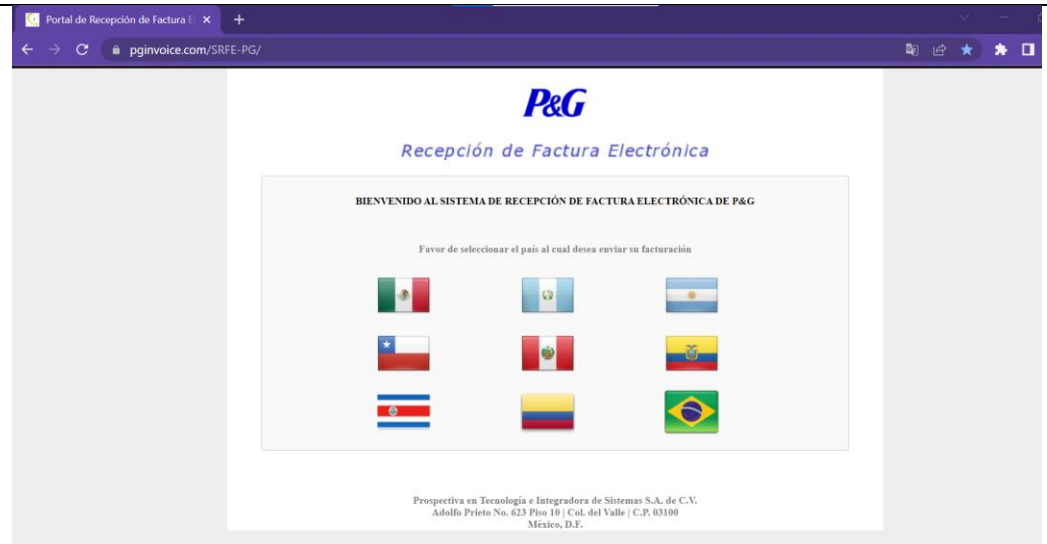 Portal de Recepción de Factura
pginvoice.com/SRFE-PG/
P&G
Recepción de Factura Electrónica
BIENVENIDO AL SISTEMA DE RECEPCIÓN DE FACTURA ELECTRÓNICA DE P&G
Favor de seleccionar el país al cual desea enviar su facturación
Prospectiva en Tecnología e Integradora de Sistemas S.A. de C.V.
Adolfo Prieto No. 623 Piso 10 | Col. del Valle | C.P. 03100
México, D.F.